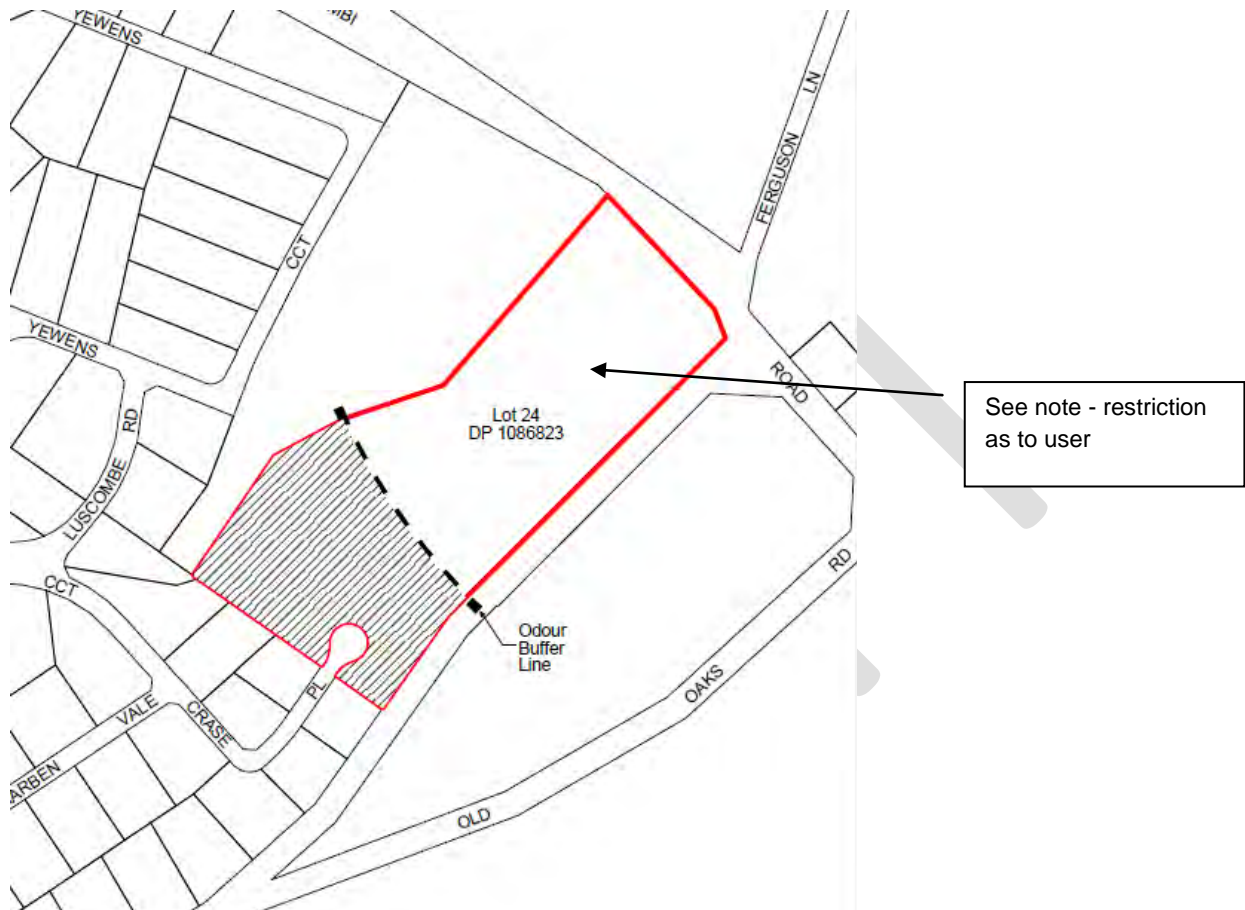 YEWENS
MBI
FERGUSON LN
CCT
YEWENS
ROAD
See note - restriction
as to user
Lot 24
DP 1086823
LUSCOMBE RD
CCT
Odour
Buffer
Line
OAKS RD
PL
VALE
CRASE
ARBEN
OLD